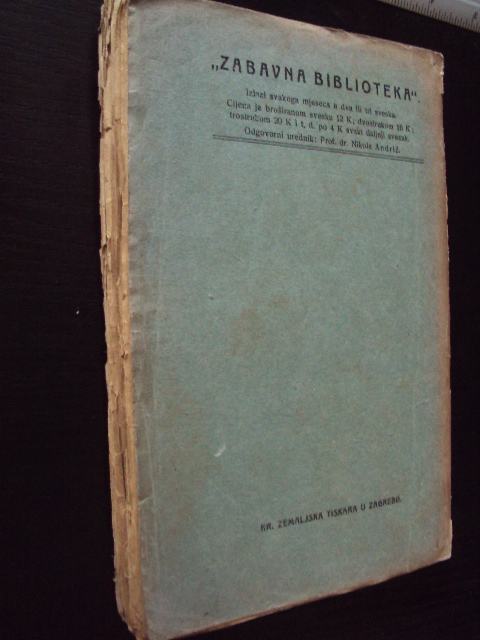 „ZABAVNA BIBLIOTEKA“.
Izlazi svakoga mjeseca u dva ili tri sveska.
Cijena je broširanom svesku 12 K; dvostrukom 16 K;
trostrukom 20 K i t. d. po 4 K svaki daljnji svezak.
Odgovorni urednik: Prof. dr. Nikola Andrić.
KR. ZEMALJSKA TISKARA U ZAGREBU.